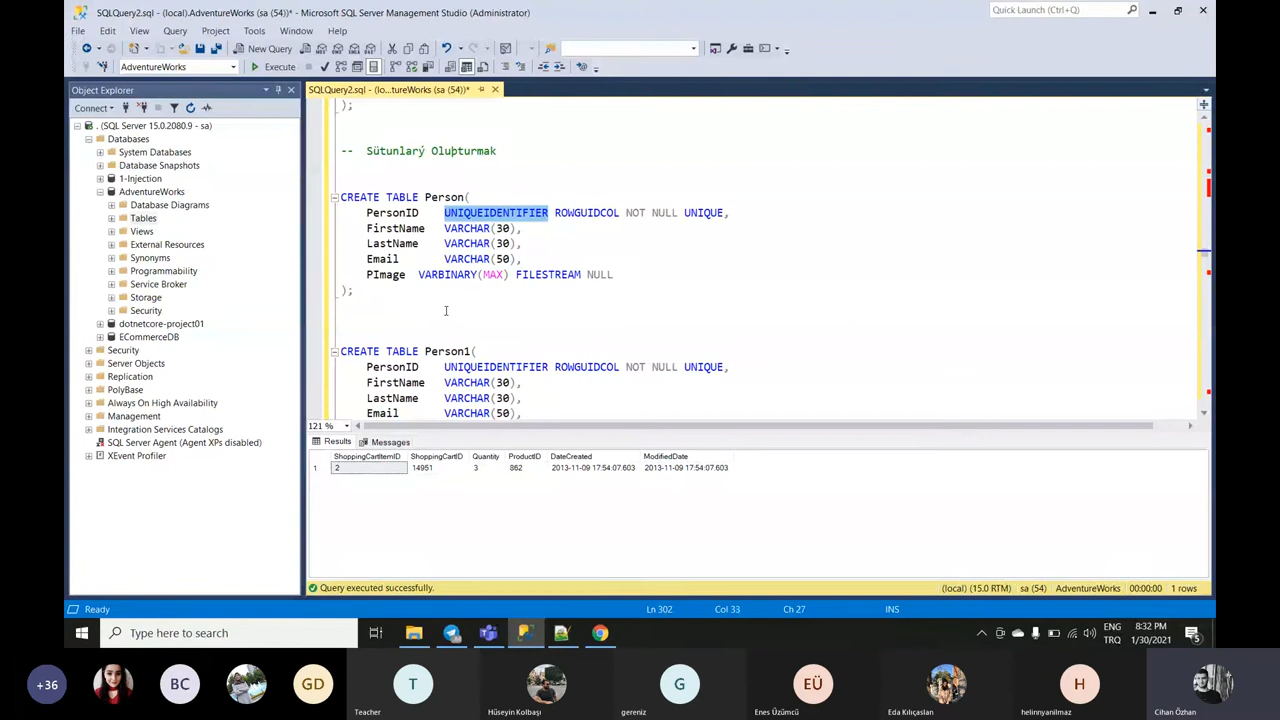 SQLQuery2.sql - (local).AdventureWorks (sa (54))* - Microsoft SQL Server Management Studio (Administrator)
Quick Launch (Ctrl+Q)
File Edit View Query Project Tools Window Help
New Query
AdventureWorks
Execute
Object Explorer
SQLQuery2.sql - (lo...tureWorks (sa (54))*
Connect
. (SQL Server 15.0.2080.9 - sa)
Databases
System Databases
Database Snapshots
1-Injection
AdventureWorks
Database Diagrams
Tables
Views
External Resources
Synonyms
Programmability
Service Broker
Storage
Security
dotnetcore-project01
ECommerceDB
Security
Server Objects
Replication
PolyBase
Always On High Availability
Management
Integration Services Catalogs
SQL Server Agent (Agent XPs disabled)
XEvent Profiler
);
-- Sütunlarý Oluþturmak
CREATE TABLE Person(
PersonID UNIQUEIDENTIFIER ROWGUIDCOL NOT NULL UNIQUE,
FirstName VARCHAR(30),
LastName VARCHAR(30),
Email VARCHAR(50),
PImage VARBINARY(MAX) FILESTREAM NULL
);
CREATE TABLE Person1(
PersonID UNIQUEIDENTIFIER ROWGUIDCOL NOT NULL UNIQUE,
FirstName VARCHAR(30),
LastName VARCHAR(30),
Email VARCHAR(50),
121 %
Results Messages
ShoppingCartItemID ShoppingCartID Quantity ProductID DateCreated ModifiedDate
1 2 14951 3 862 2013-11-09 17:54:07.603 2013-11-09 17:54:07.603
Query executed successfully.
(local) (15.0 RTM) sa (54) AdventureWorks 00:00:00 1 rows
Ready
Ln 302 Col 33 Ch 27 INS
Type here to search
ENG
TRQ
8:32 PM
1/30/2021
5
+36
BC
GD
T
Teacher
Hüseyin Kolbaşı
G
gereniz
EÜ
Enes Üzümcü
Eda Kılıçaslan
H
helinnyanilmaz
Cihan Özhan